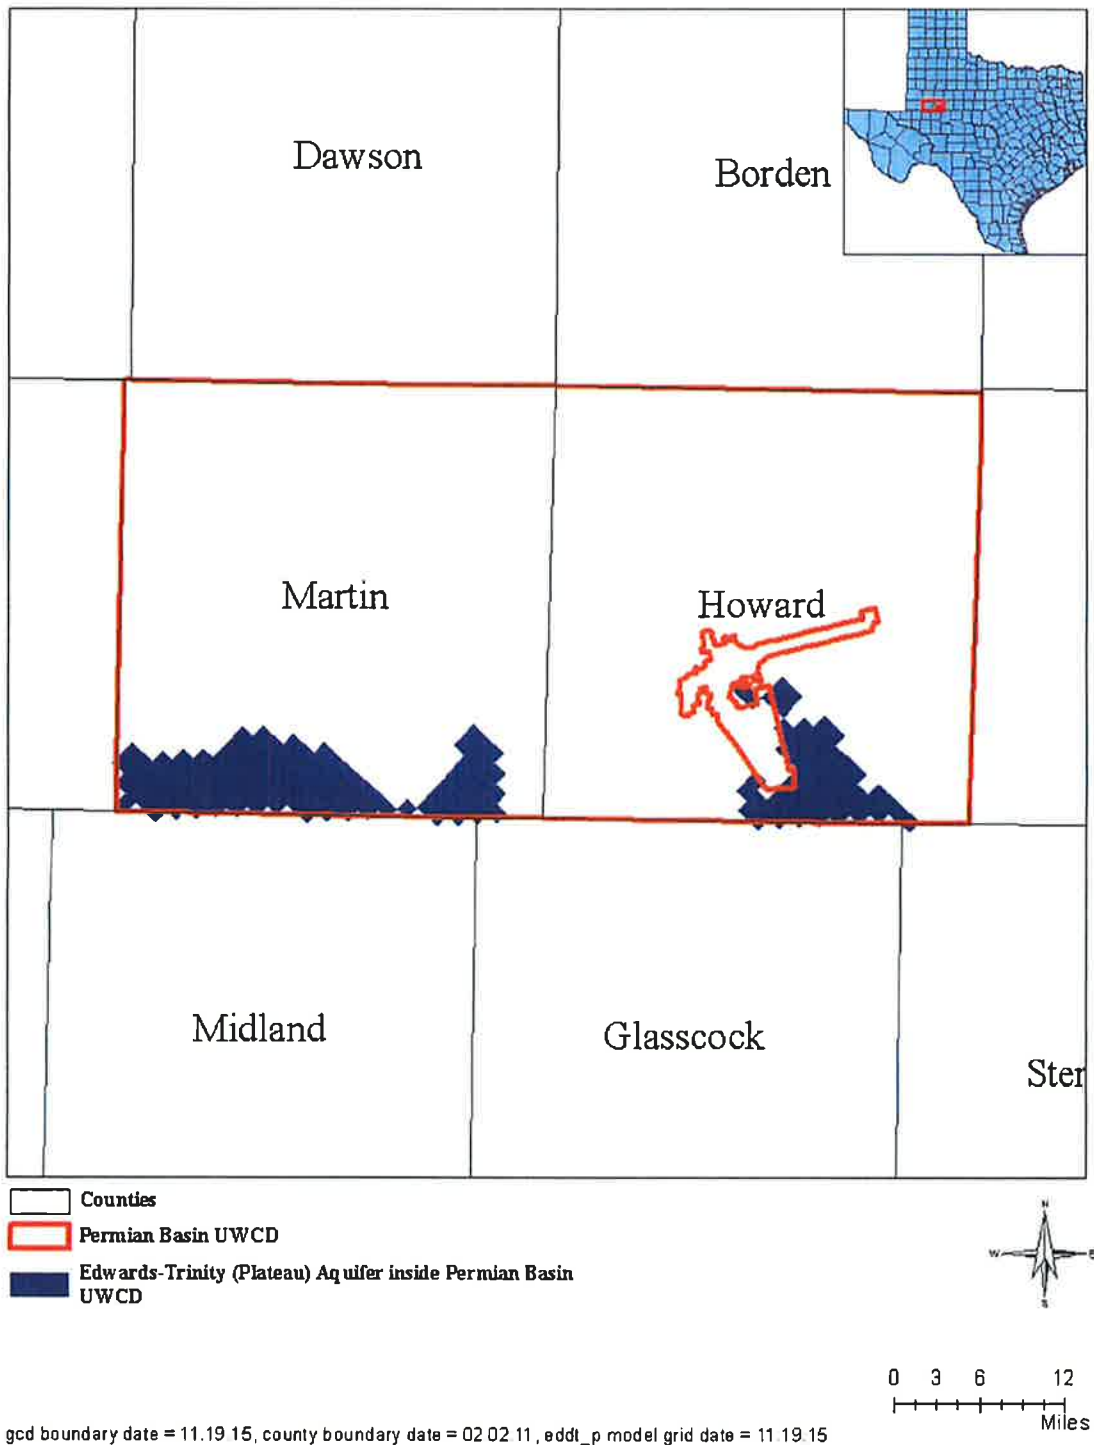 Dawson
Borden
Martin
Howard
Midland
Glasscock
Ster
Counties
Permian Basin UWCD
Edwards-Trinity (Plateau) Aquifer inside Permian Basin
UWCD
N
W E
S
0 3 6 12
Miles
gcd boundary date = 11.19 15, county boundary date = 02 02 11, eddt_p model grid date = 11.19.15